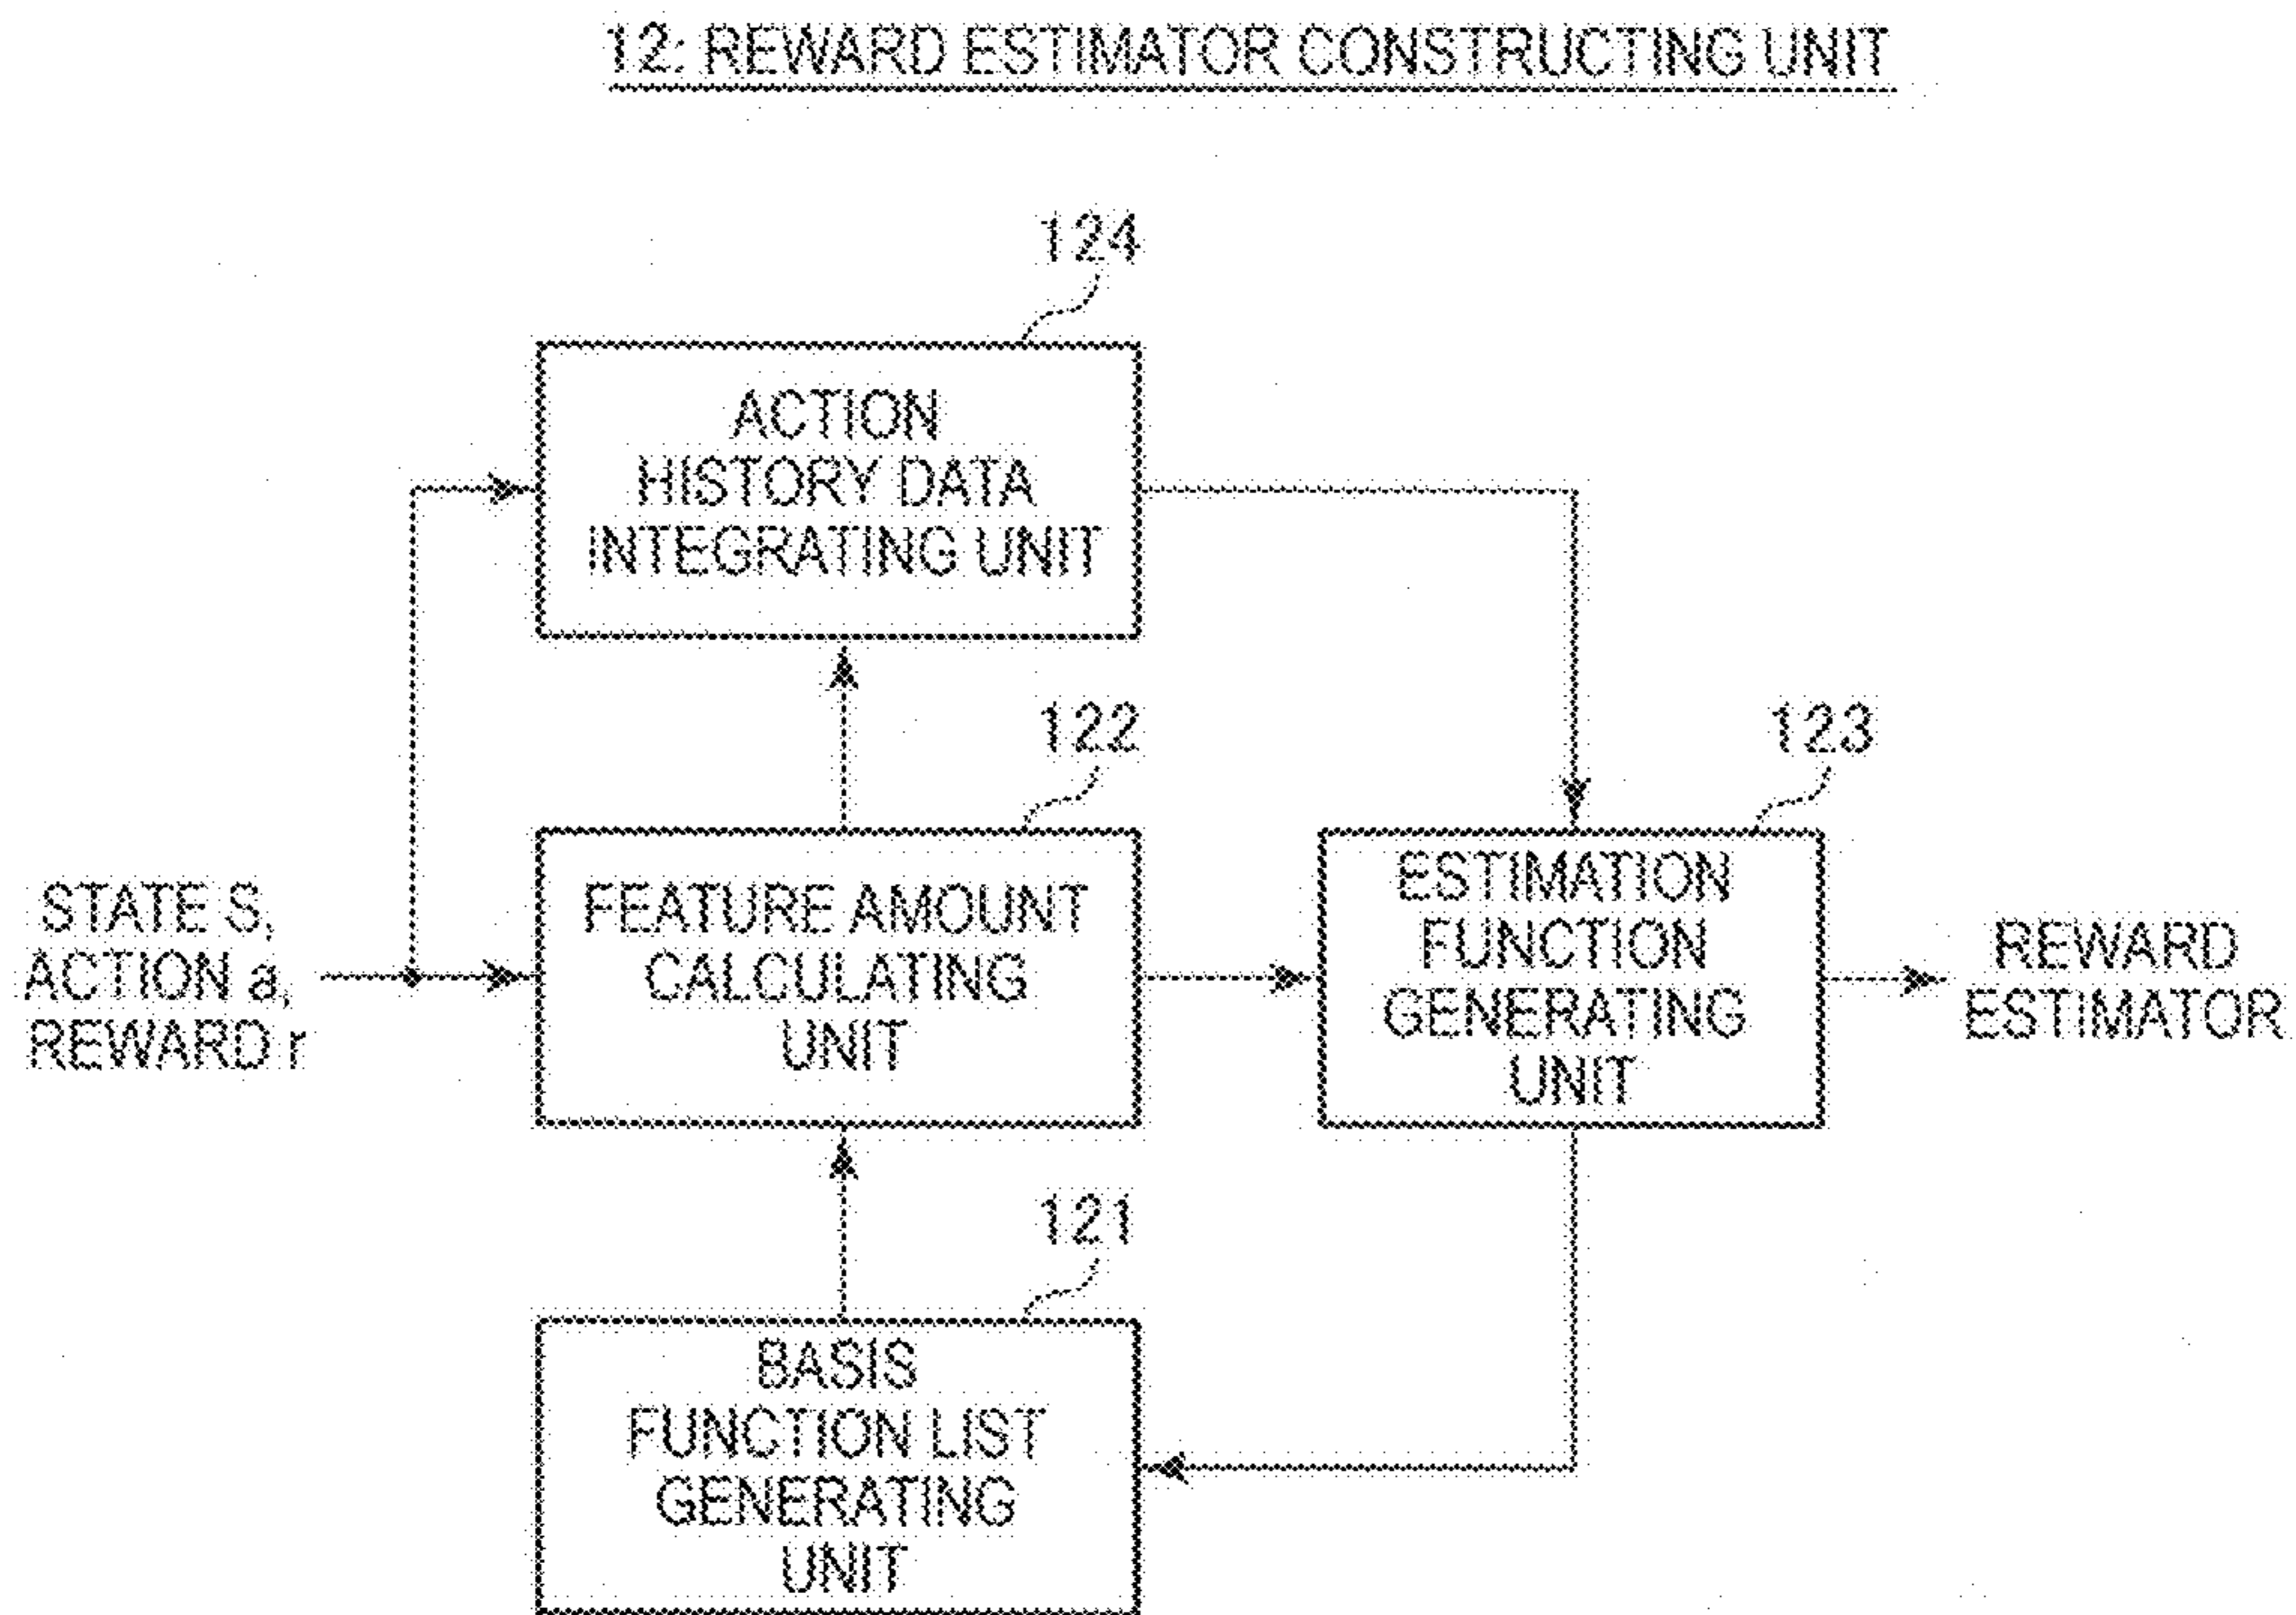 12: REWARD ESTIMATOR CONSTRUCTING UNIT
124
ACTION
HISTORY DATA
INTEGRATING UNIT
122
123
STATE S,
ACTION a,
REWARD r
FEATURE AMOUNT
CALCULATING
UNIT
ESTIMATION
FUNCTION
GENERATING
UNIT
REWARD
ESTIMATOR
121
BASIS
FUNCTION LIST
GENERATING
UNIT